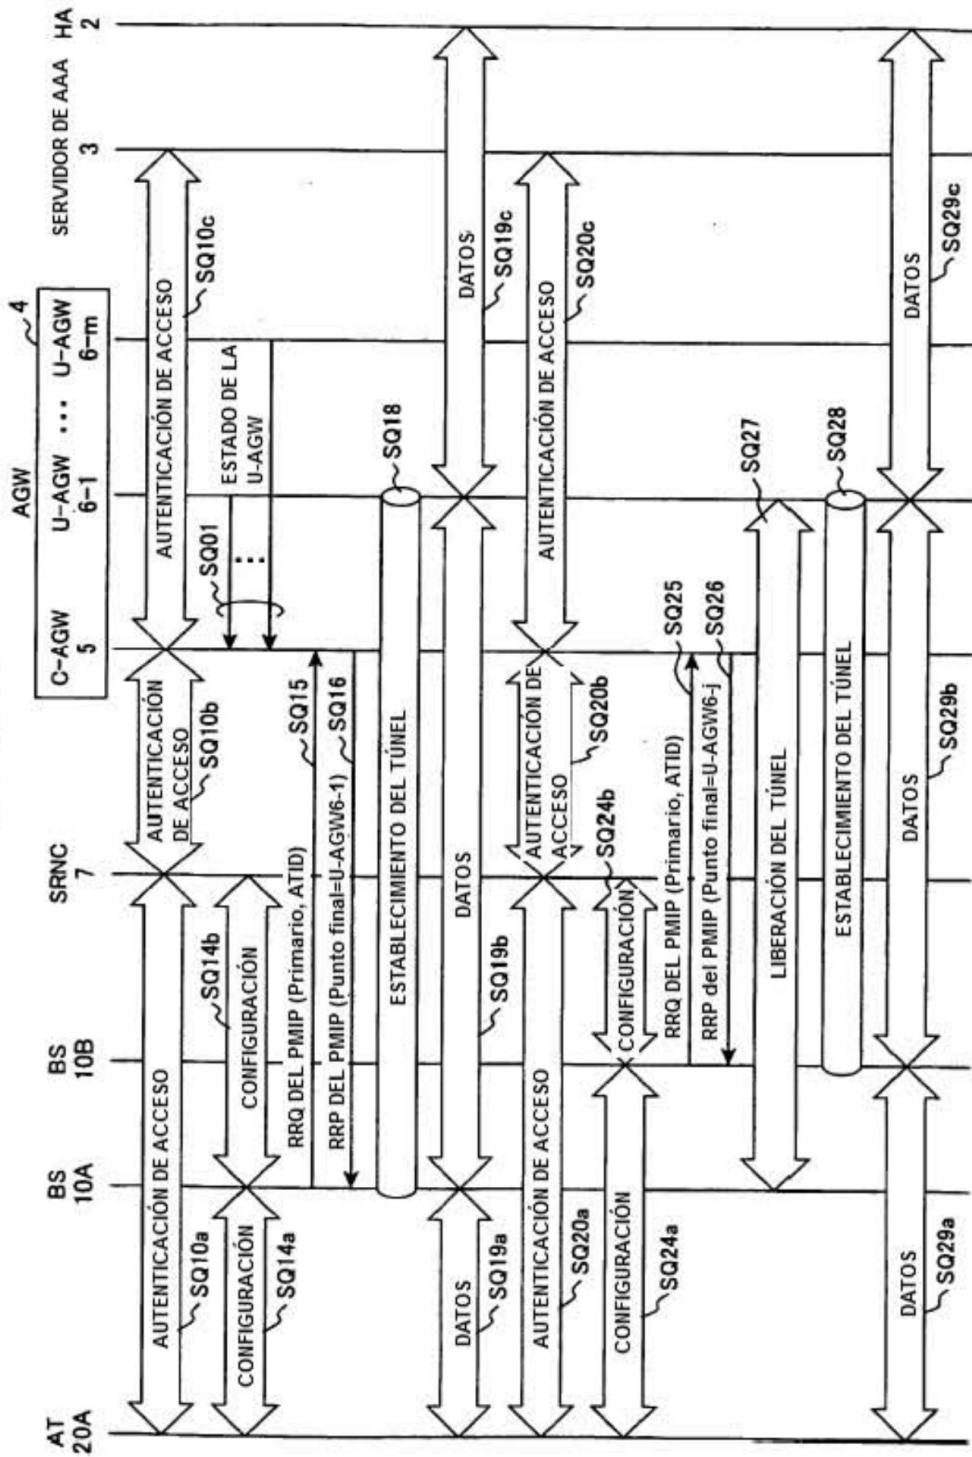 AT
20A
BS
10A
BS
10B
SRNC
7
AGW
4
C-AGW
5
U-AGW
6-1
...
U-AGW
6-m
SERVIDOR DE AAA
3
HA
2
AUTENTICACIÓN DE ACCESO
SQ10a
AUTENTICACIÓN
DE ACCESO
SQ10b
AUTENTICACIÓN DE ACCESO
SQ10c
CONFIGURACIÓN
SQ14a
CONFIGURACIÓN
SQ14b
SQ01
ESTADO DE LA
U-AGW
...
RRQ DEL PMIP (Primario, ATID)
SQ15
RRP del PMIP (Punto final=U-AGW6-1)
SQ16
ESTABLECIMIENTO DEL TÚNEL
SQ18
DATOS
SQ19a
DATOS
SQ19b
DATOS
SQ19c
AUTENTICACIÓN DE ACCESO
SQ20a
AUTENTICACIÓN DE
ACCESO
SQ20b
AUTENTICACIÓN DE ACCESO
SQ20c
CONFIGURACIÓN
SQ24a
CONFIGURACIÓN
SQ24b
RRQ DEL PMIP (Primario, ATID)
SQ25
RRP del PMIP (Punto final=U-AGW6-j
SQ26
LIBERACIÓN DEL TÚNEL
SQ27
ESTABLECIMIENTO DEL TÚNEL
SQ28
DATOS
SQ29a
DATOS
SQ29b
DATOS
SQ29c